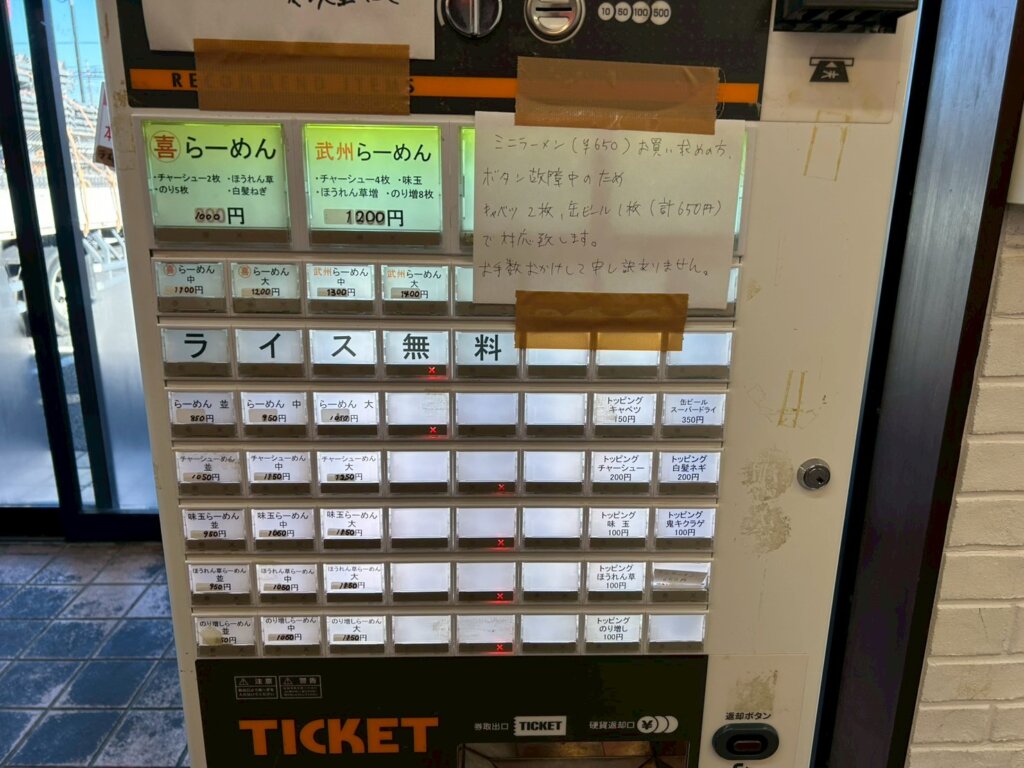 10 50 100 500
RECOMMEND ITEMS
喜らーめん
・チャーシュー2枚 ・ほうれん草
・のり5枚 ・白髪ねぎ
1000円
武州らーめん
・チャーシュー4枚 ・味玉
・ほうれん草増 ・のり増8枚
1200円
ミニラーメン(¥650)お買い求めの方、
ボタン故障中のため
キャベツ2枚、缶ビール1枚(計650円)
で対応致します。
お手数おかけして申し訳ありません。
喜らーめん 中 1100円
喜らーめん 大 1200円
武州らーめん 中 1300円
武州らーめん 大 1400円
ライス無料
らーめん 並 850円
らーめん 中 950円
らーめん 大 1050円
トッピング キャベツ 150円
缶ビール スーパードライ 350円
チャーシューめん 並 1050円
チャーシューめん 中 1150円
チャーシューめん 大 1250円
トッピング チャーシュー 200円
トッピング 白髪ネギ 200円
味玉らーめん 並 950円
味玉らーめん 中 1050円
味玉らーめん 大 1150円
トッピング 味玉 100円
トッピング 鬼キクラゲ 100円
ほうれん草らーめん 並 950円
ほうれん草らーめん 中 1050円
ほうれん草らーめん 大 1150円
トッピング ほうれん草 100円
のり増しらーめん 並 円
のり増しらーめん 中 円
のり増しらーめん 大 1150円
トッピング のり増し 100円
注意 警告
TICKET
券取出口 TICKET 硬貨返却口 ¥
返却ボタン